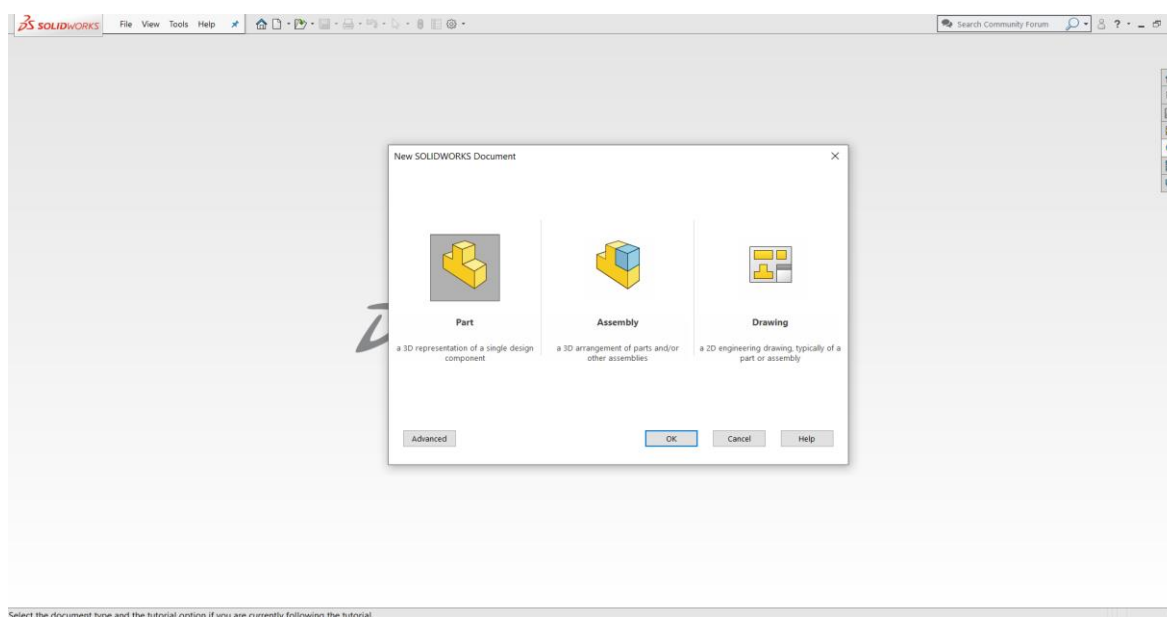 SOLIDWORKS File View Tools Help Search Community Forum ?
New SOLIDWORKS Document
Part
a 3D representation of a single design
component
Assembly
a 3D arrangement of parts and/or
other assemblies
Drawing
a 2D engineering drawing, typically of a
part or assembly
Advanced OK Cancel Help
Select the document type and the tutorial option if you are currently following the tutorial.